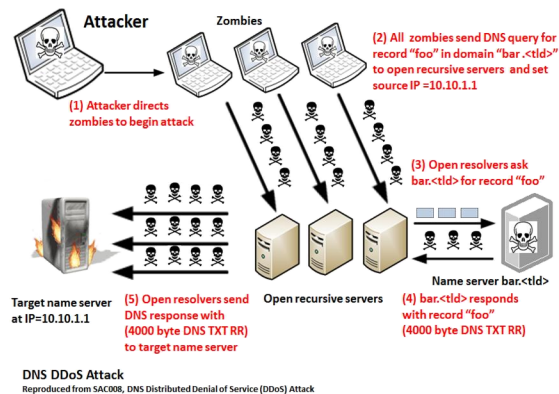 Attacker
Zombies
(2) All zombies send DNS query for
record “foo” in domain “bar .<tld>”
to open recursive servers and set
source IP =10.10.1.1
(1) Attacker directs
zombies to begin attack
(3) Open resolvers ask
bar.<tld> for record “foo”
Target name server
at IP=10.10.1.1
(5) Open resolvers send
DNS response with
(4000 byte DNS TXT RR)
to target name server
Open recursive servers
Name server bar.<tld>
(4) bar.<tld> responds
with record “foo”
(4000 byte DNS TXT RR)
DNS DDoS Attack
Reproduced from SAC008, DNS Distributed Denial of Service (DDoS) Attack